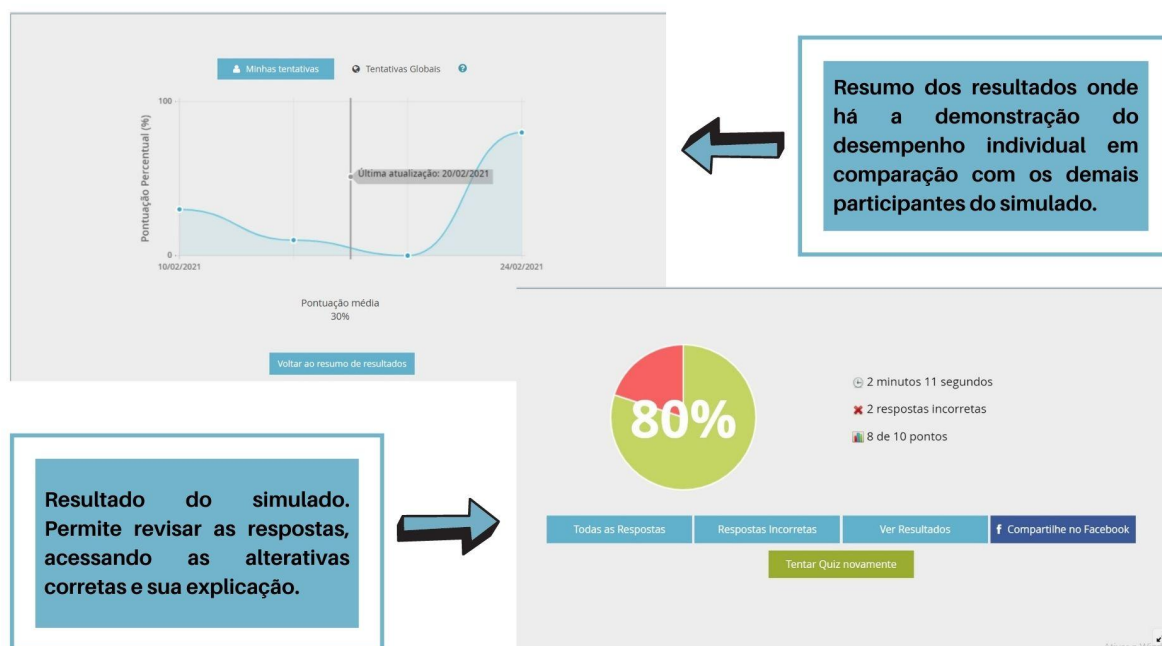 Minhas tentativas
Tentativas Globais
?
100
Pontuação Percentual (%)
Última atualização: 20/02/2021
0
10/02/2021
24/02/2021
Pontuação média
30%
Voltar ao resumo de resultados
Resumo dos resultados onde
há a demonstração do
desempenho individual em
comparação com os demais
participantes do simulado.
Resultado do simulado.
Permite revisar as respostas,
acessando as alternativas
corretas e sua explicação.
80%
2 minutos 11 segundos
2 respostas incorretas
8 de 10 pontos
Todas as Respostas
Respostas Incorretas
Ver Resultados
f Compartilhe no Facebook
Tentar Quiz novamente